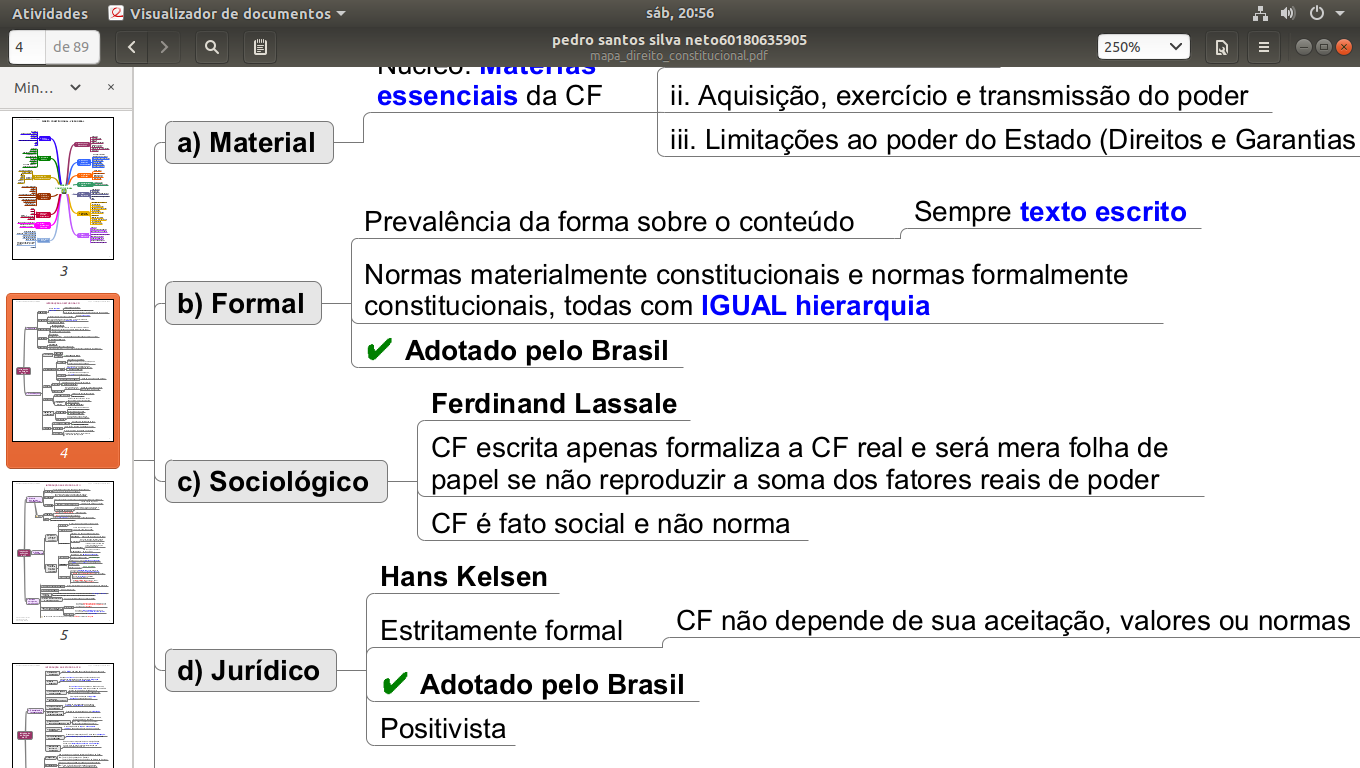 Atividades Visualizador de documentos sáb, 20:56
4 de 89 pedro santos silva neto60180635905 250%
mapa_direito_constitucional.pdf
Min...
3
4
5
Núcleo: Matérias
essenciais da CF
ii. Aquisição, exercício e transmissão do poder
iii. Limitações ao poder do Estado (Direitos e Garantias
a) Material
Prevalência da forma sobre o conteúdo
Sempre texto escrito
b) Formal
Normas materialmente constitucionais e normas formalmente
constitucionais, todas com IGUAL hierarquia
✔ Adotado pelo Brasil
c) Sociológico
Ferdinand Lassale
CF escrita apenas formaliza a CF real e será mera folha de
papel se não reproduzir a soma dos fatores reais de poder
CF é fato social e não norma
d) Jurídico
Hans Kelsen
Estritamente formal
CF não depende de sua aceitação, valores ou normas
✔ Adotado pelo Brasil
Positivista